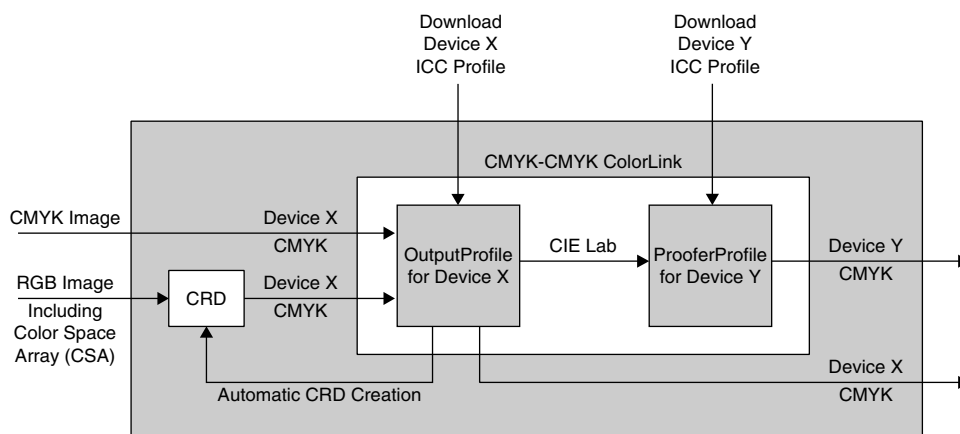 Download
Device X
ICC Profile
Download
Device Y
ICC Profile
CMYK-CMYK ColorLink
CMYK Image
Device X
CMYK
OutputProfile
for Device X
CIE Lab
ProoferProfile
for Device Y
Device Y
CMYK
RGB Image
Including
Color Space
Array (CSA)
CRD
Device X
CMYK
Automatic CRD Creation
Device X
CMYK